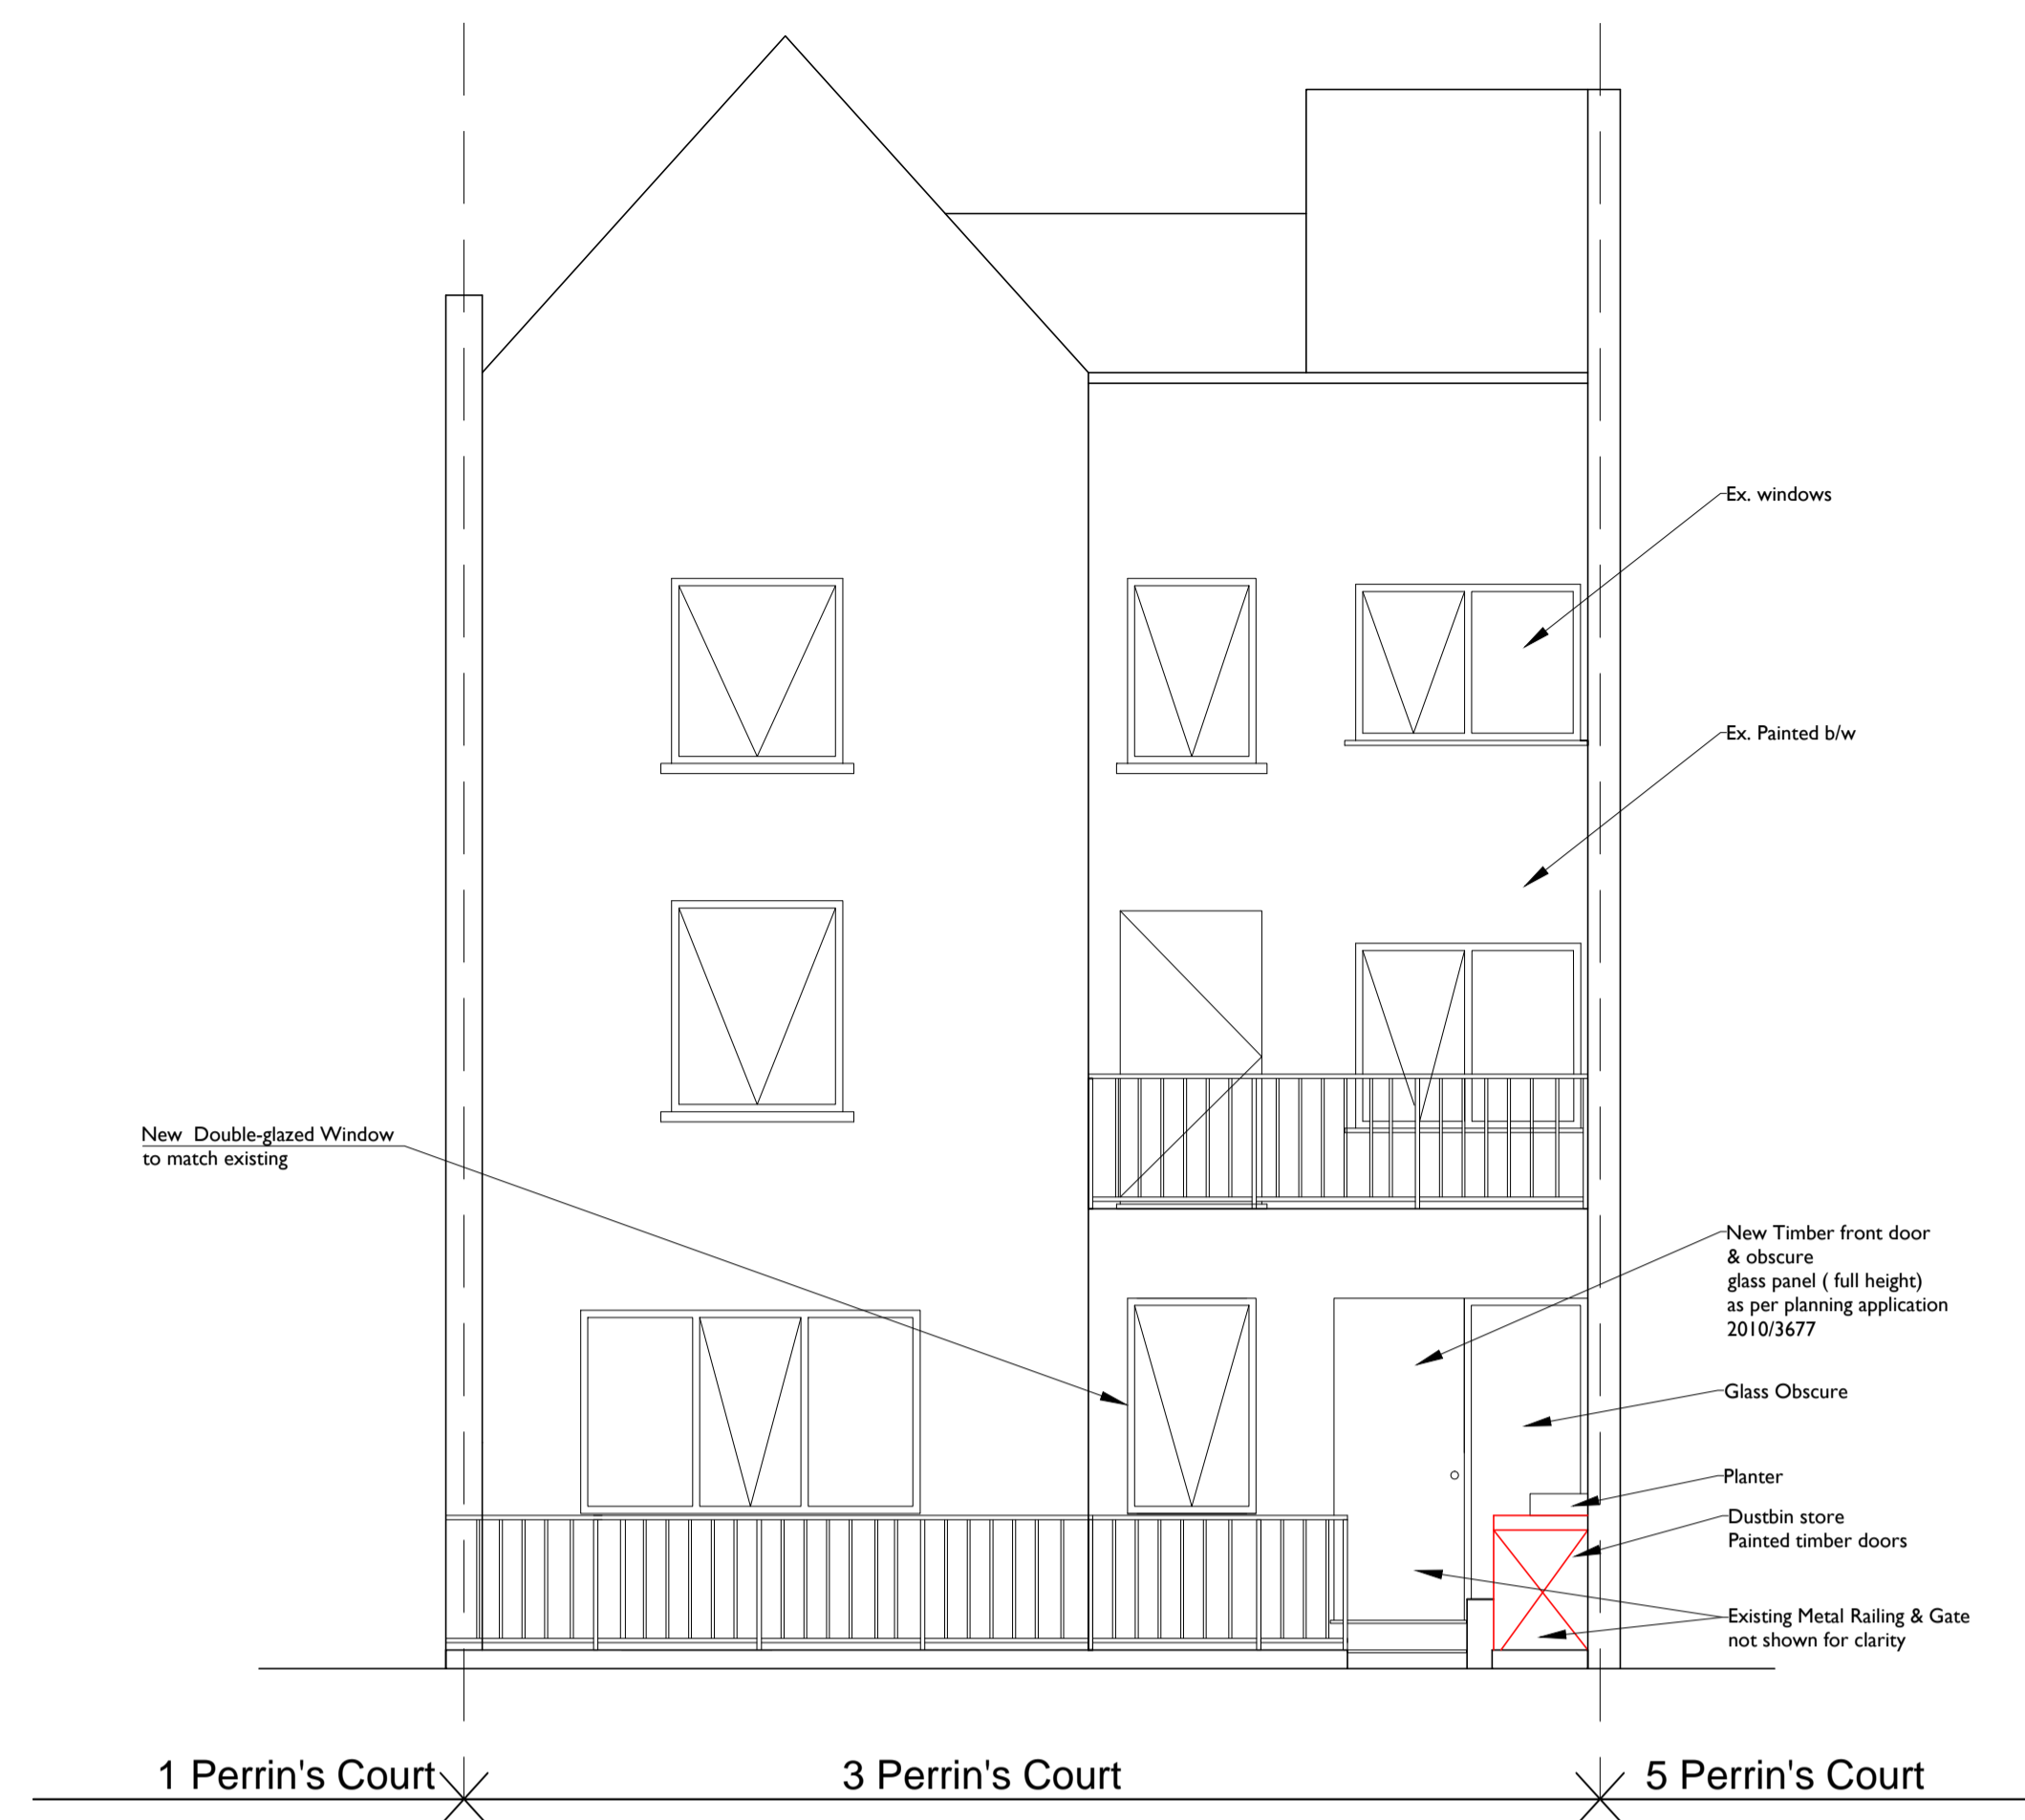 Ex. windows
Ex. Painted b/w
New  Double-glazed Window
to match existing
New Timber front door
& obscure
glass panel ( full height)
as per planning application
2010/3677
Glass Obscure
Planter
Dustbin store
Painted timber doors
Existing Metal Railing & Gate
not shown for clarity
1 Perrin's Court
3 Perrin's Court
5 Perrin's Court